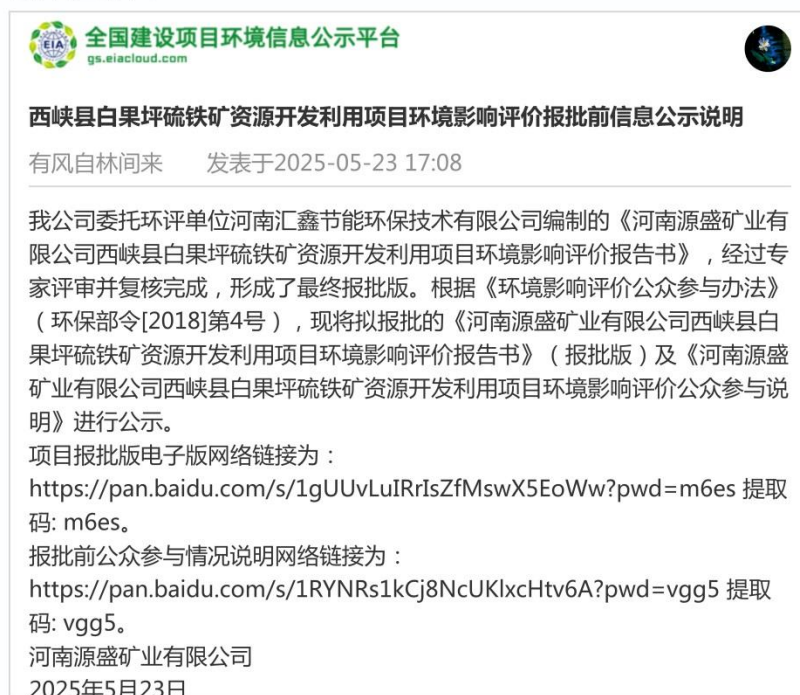 EIA
全国建设项目环境信息公示平台
gs.eiacloud.com
西峡县白果坪硫铁矿资源开发利用项目环境影响评价报批前信息公示说明
有风自林间来 发表于2025-05-23 17:08
我公司委托环评单位河南汇鑫节能环保技术有限公司编制的《河南源盛矿业有
限公司西峡县白果坪硫铁矿资源开发利用项目环境影响评价报告书》，经过专
家评审并复核完成，形成了最终报批版。根据《环境影响评价公众参与办法》
（环保部令[2018]第4号），现将拟报批的《河南源盛矿业有限公司西峡县白
果坪硫铁矿资源开发利用项目环境影响评价报告书》（报批版）及《河南源盛
矿业有限公司西峡县白果坪硫铁矿资源开发利用项目环境影响评价公众参与说
明》进行公示。
项目报批版电子版网络链接为：
https://pan.baidu.com/s/1gUUvLuIRrIsZfMswX5EoWw?pwd=m6es 提取
码: m6es。
报批前公众参与情况说明网络链接为：
https://pan.baidu.com/s/1RYNRs1kCj8NcUKlxcHtv6A?pwd=vgg5 提取
码: vgg5。
河南源盛矿业有限公司
2025年5月23日